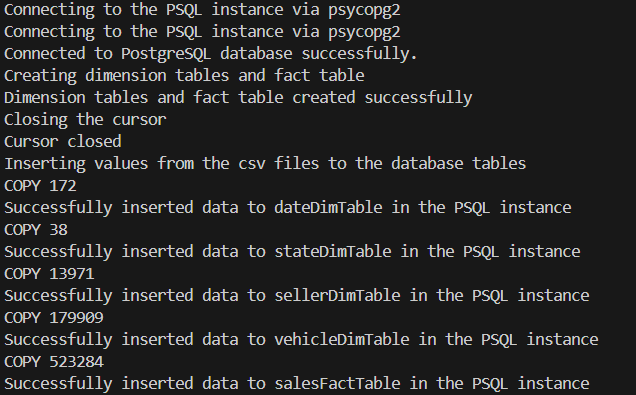 Connecting to the PSQL instance via psycopg2
Connecting to the PSQL instance via psycopg2
Connected to PostgreSQL database successfully.
Creating dimension tables and fact table
Dimension tables and fact table created successfully
Closing the cursor
Cursor closed
Inserting values from the csv files to the database tables
COPY 172
Successfully inserted data to dateDimTable in the PSQL instance
COPY 38
Successfully inserted data to stateDimTable in the PSQL instance
COPY 13971
Successfully inserted data to sellerDimTable in the PSQL instance
COPY 179909
Successfully inserted data to vehicleDimTable in the PSQL instance
COPY 523284
Successfully inserted data to salesFactTable in the PSQL instance